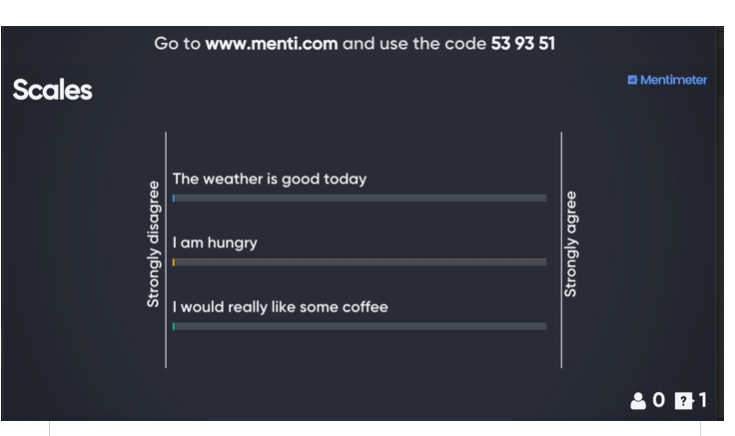 Go to www.menti.com and use the code 53 93 51
Scales
Mentimeter
Strongly disagree
The weather is good today
I am hungry
I would really like some coffee
Strongly agree
0 ? 1